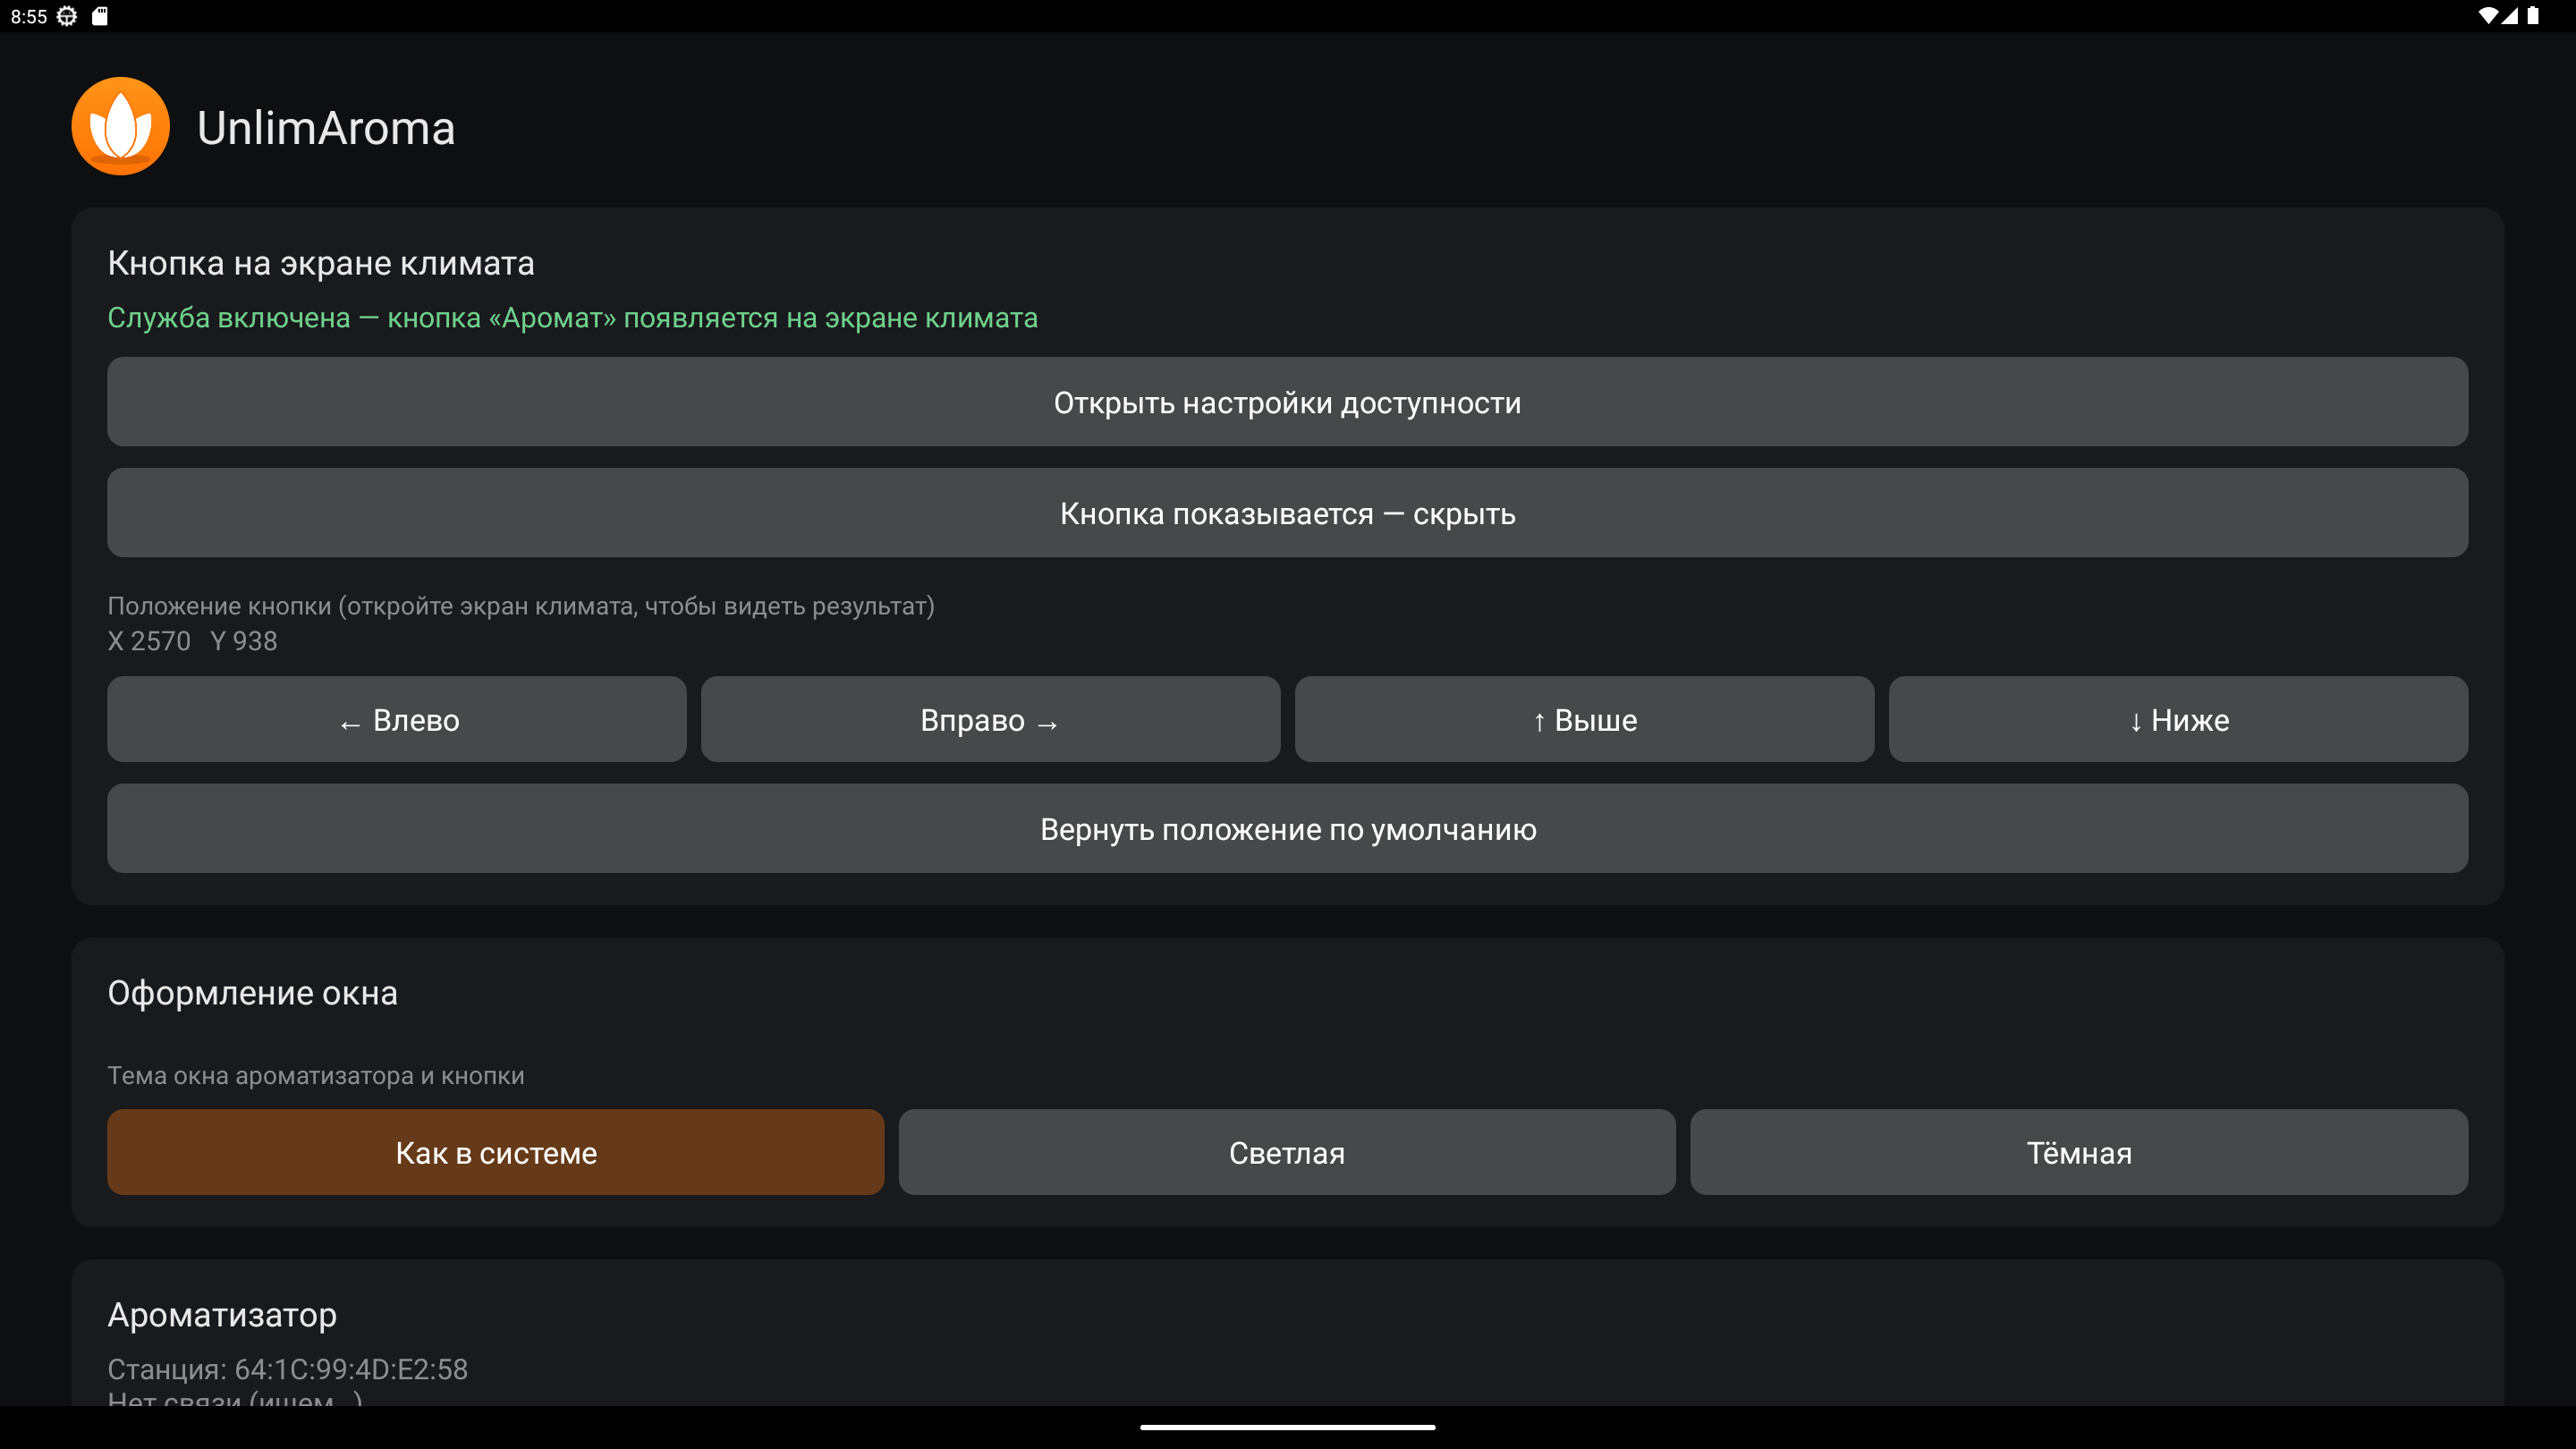 8:55
UnlimAroma
Кнопка на экране климата
Служба включена — кнопка «Аромат» появляется на экране климата
Открыть настройки доступности
Кнопка показывается — скрыть
Положение кнопки (откройте экран климата, чтобы видеть результат)
X 2570 Y 938
← Влево
Вправо →
↑ Выше
↓ Ниже
Вернуть положение по умолчанию
Оформление окна
Тема окна ароматизатора и кнопки
Как в системе
Светлая
Тёмная
Ароматизатор
Станция: 64:1C:99:4D:E2:58
Нет связи (ищем…)